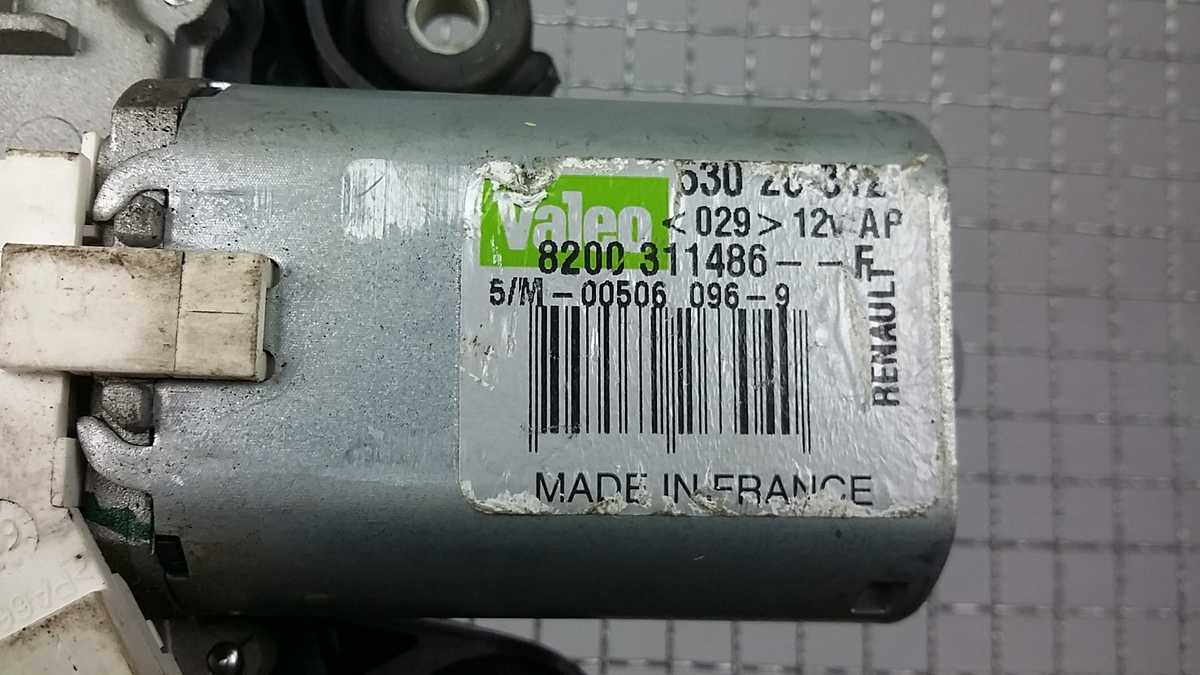 Valeo
<029> 12v AP
8200 311486--F
5/M-00506 096-9
RENAULT
MADE IN FRANCE